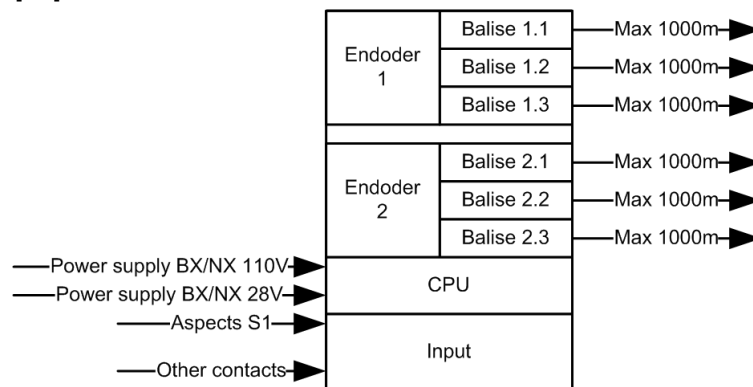 Endoder
1
Balise 1.1
Max 1000m
Balise 1.2
Max 1000m
Balise 1.3
Max 1000m
Endoder
2
Balise 2.1
Max 1000m
Balise 2.2
Max 1000m
Balise 2.3
Max 1000m
Power supply BX/NX 110V
Power supply BX/NX 28V
CPU
Aspects S1
Other contacts
Input